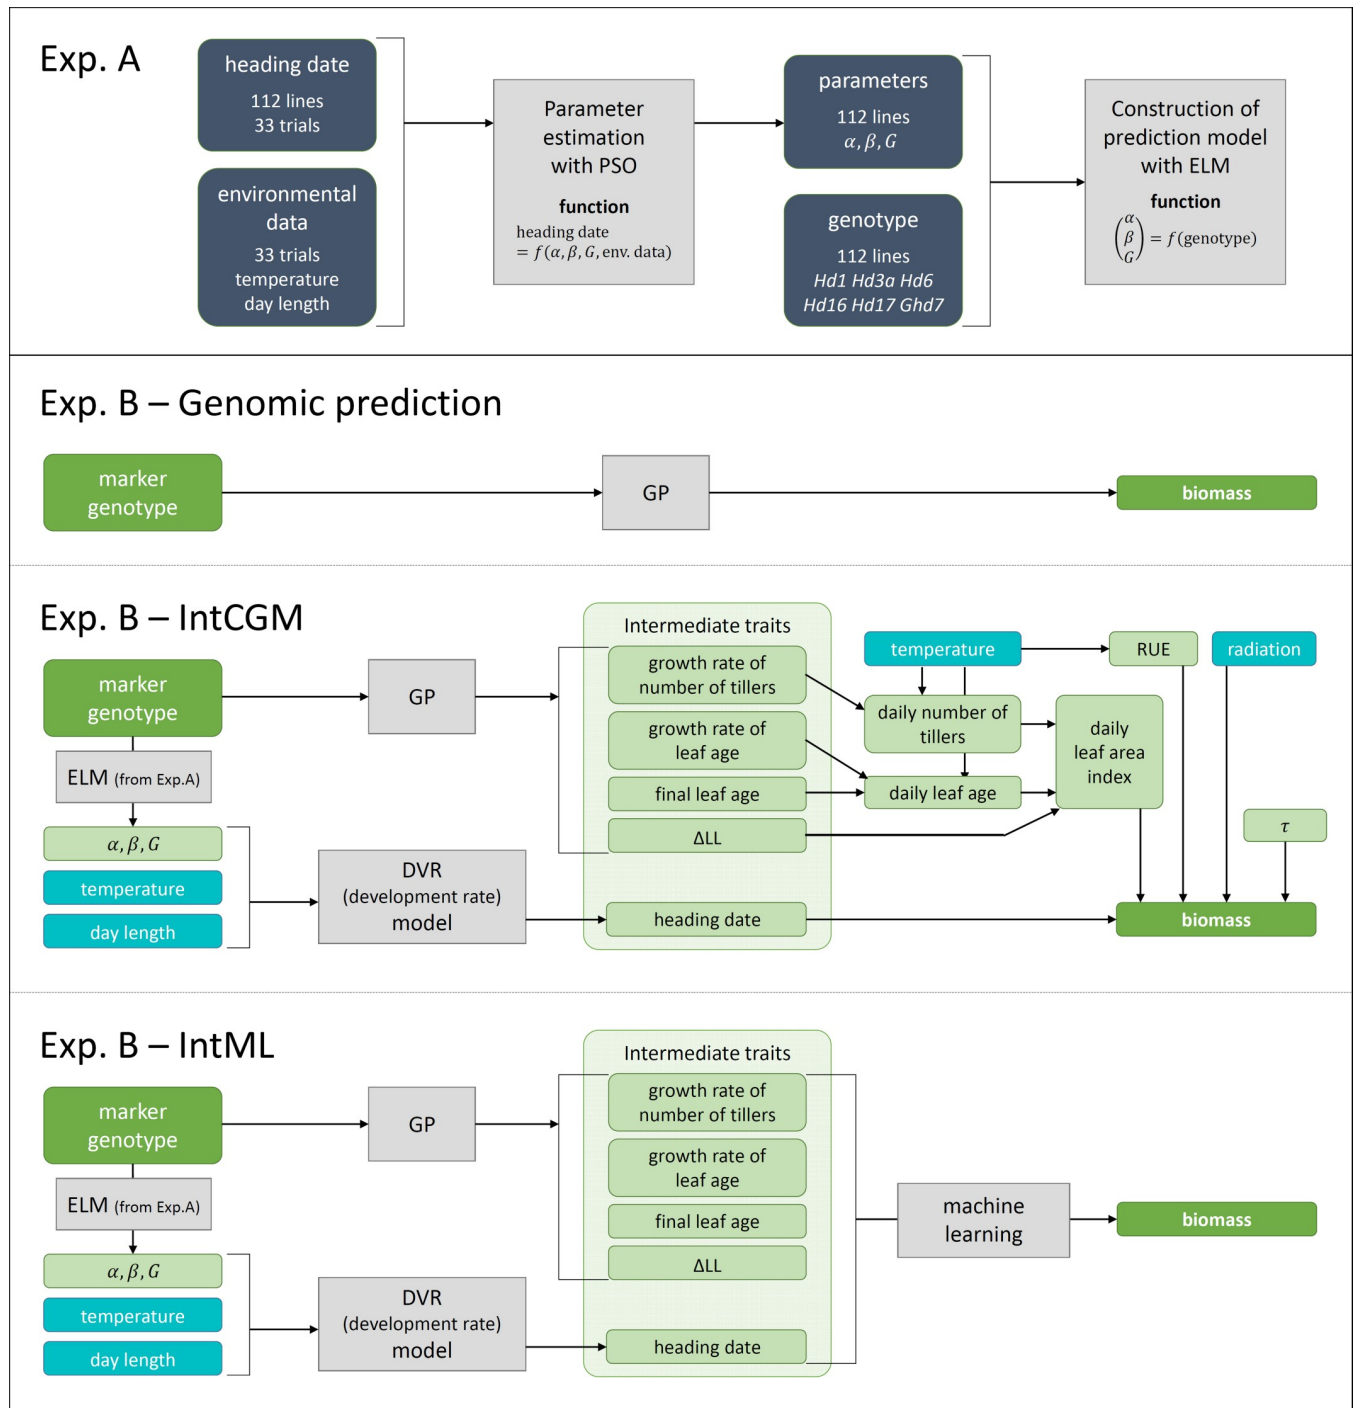 Exp. A
heading date
112 lines
33 trials
environmental
data
33 trials
temperature
day length
Parameter
estimation
with PSO
function
heading date
= f(α, β, G, env. data)
parameters
112 lines
α, β, G
genotype
112 lines
Hd1 Hd3a Hd6
Hd16 Hd17 Ghd7
Construction of
prediction model
with ELM
function
(α β G) = f(genotype)
Exp. B – Genomic prediction
marker
genotype
GP
biomass
Exp. B – IntCGM
marker
genotype
ELM (from Exp.A)
α, β, G
temperature
day length
GP
DVR
(development rate)
model
Intermediate traits
growth rate of
number of tillers
growth rate of
leaf age
final leaf age
ΔLL
heading date
temperature
RUE
radiation
daily number of
tillers
daily leaf age
daily
leaf area
index
τ
biomass
Exp. B – IntML
marker
genotype
ELM (from Exp.A)
α, β, G
temperature
day length
GP
DVR
(development rate)
model
Intermediate traits
growth rate of
number of tillers
growth rate of
leaf age
final leaf age
ΔLL
heading date
machine
learning
biomass